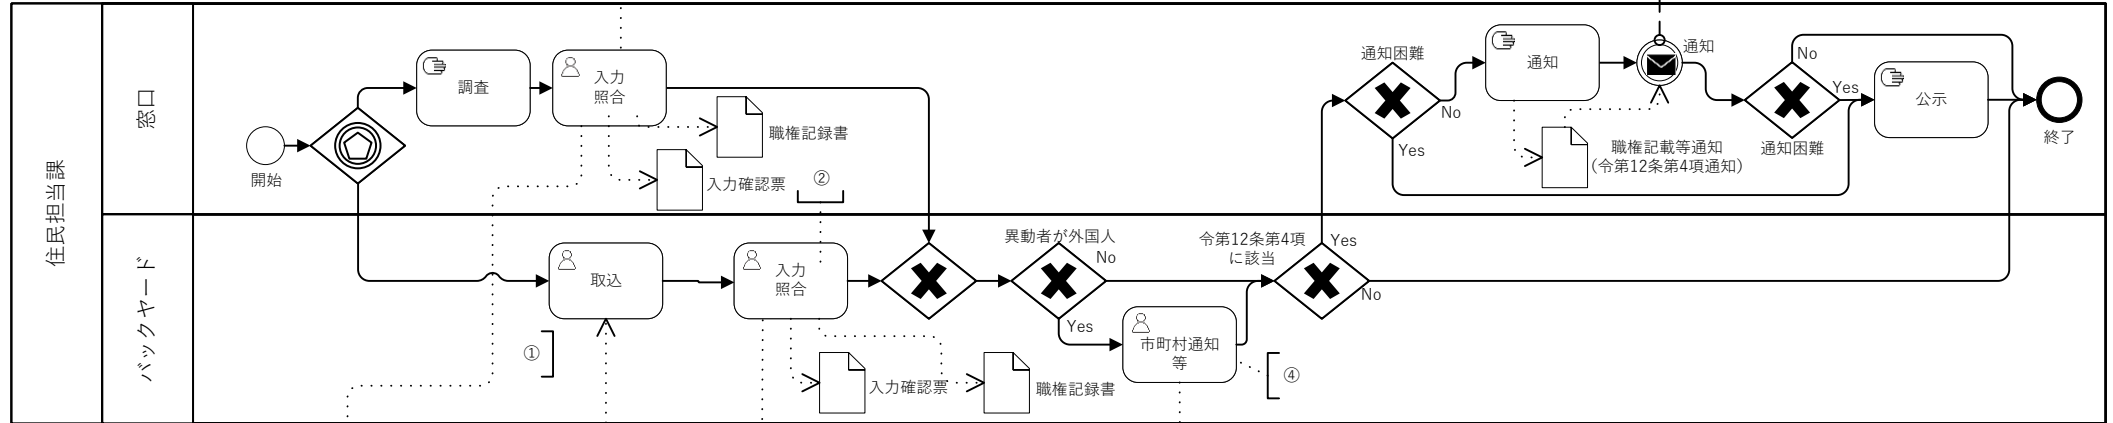 住民担当課
窓口
バックヤード
開始
調査
入力
照合
職権記録書
入力確認票
②
通知困難
No
Yes
通知
通知
職権記載等通知
(令第12条第4項通知)
No
Yes
通知困難
公示
終了
取込
①
入力
照合
入力確認票
職権記録書
異動者が外国人
No
Yes
市町村通知
等
④
令第12条第4項
に該当
Yes
No